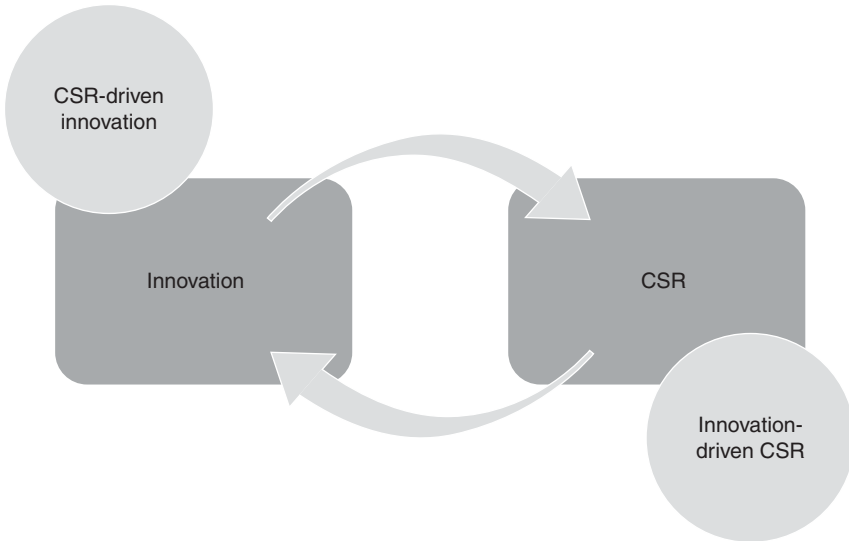 CSR-driven
innovation
Innovation
CSR
Innovation-
driven CSR